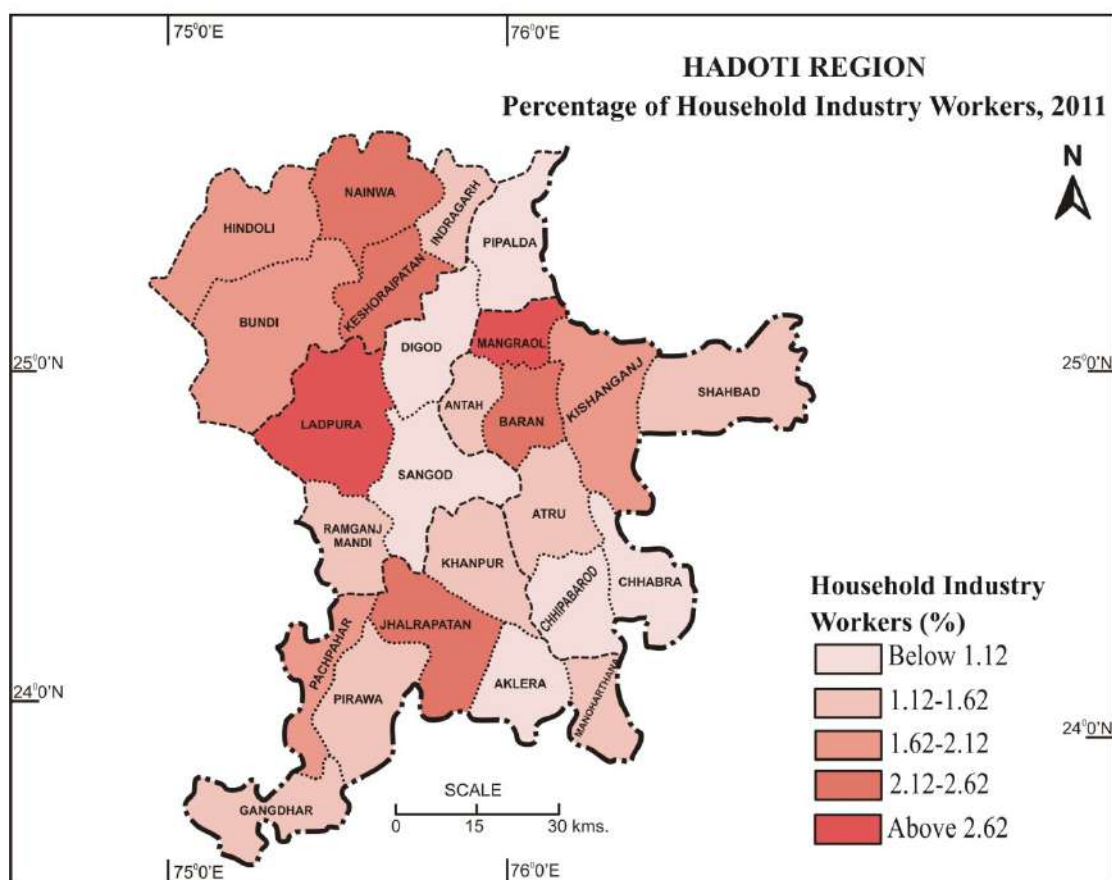 75°0'E
76°0'E
HADOTI REGION
Percentage of Household Industry Workers, 2011
N
NAINWA
INDRAGARH
HINDOLI
PIPALDA
KESHORAIPATAN
BUNDI
MANGRAOL
DIGOD
25°0'N
25°0'N
KISHANGANJ
SHAHBAD
ANTAH
LADPURA
BARAN
SANGOD
ATRU
RAMGANJ
MANDI
KHANPUR
CHHABRA
CHHIPABAROD
Household Industry
Workers (%)
JHALRAPATAN
PACHPAHAR
Below 1.12
AKLERA
24°0'N
PIRAWA
MANOHARTHANA
1.12-1.62
24°0'N
1.62-2.12
SCALE
2.12-2.62
GANGDHAR
0 15 30 kms.
Above 2.62
75°0'E
76°0'E